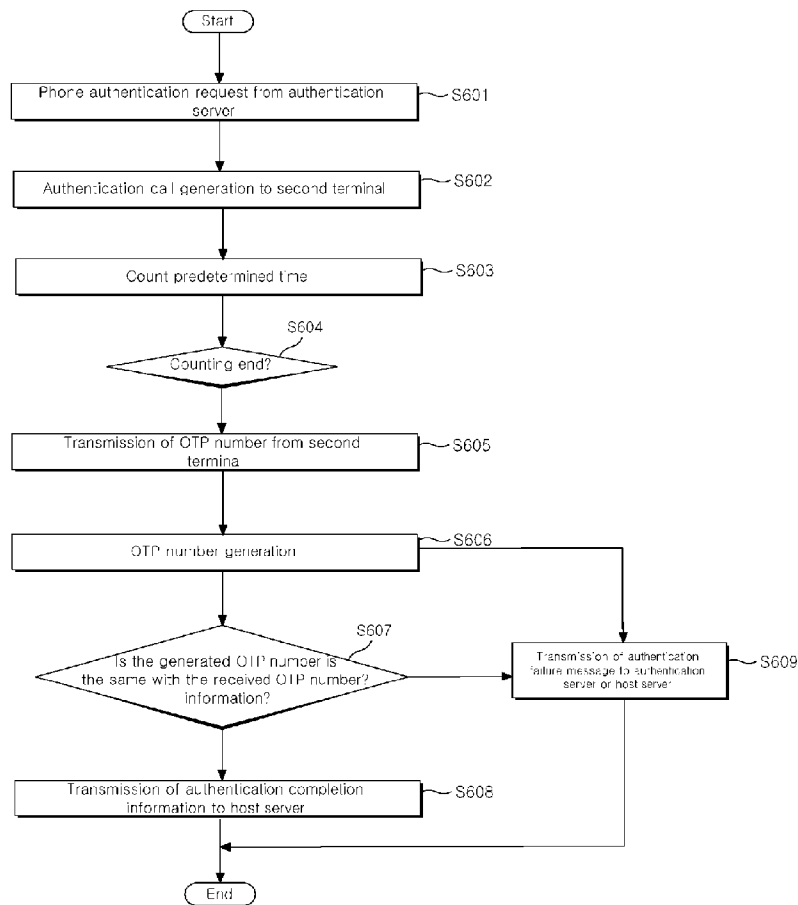 Start
Phone authentication request from authentication
server
S601
Authentication call generation to second terminal
S602
Count predetermined time
S603
S604
Counting end?
Transmission of OTP number from second
termina
S605
OTP number generation
S606
S607
Is the generated OTP number is
the same with the received OTP number?
information?
Transmission of authentication
failure message to authentication
server or host server
S609
Transmission of authentication completion
information to host server
S608
End